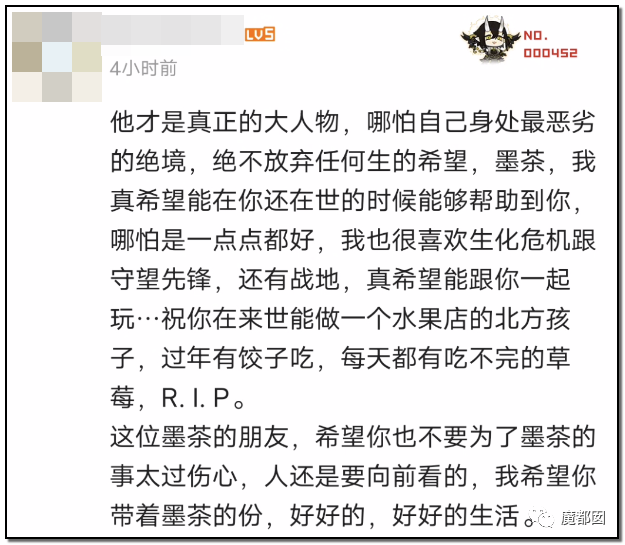 LV5
NO.
000452
4小时前
他才是真正的大人物，哪怕自己身处最恶劣
的绝境，绝不放弃任何生的希望，墨茶，我
真希望能在你还在世的时候能够帮助到你，
哪怕是一点点都好，我也很喜欢生化危机跟
守望先锋，还有战地，真希望能跟你一起
玩…祝你在来世能做一个水果店的北方孩
子，过年有饺子吃，每天都有吃不完的草
莓，R.I.P。
这位墨茶的朋友，希望你也不要为了墨茶的
事太过伤心，人还是要向前看的，我希望你
带着墨茶的份，好好的，好好的生活。
魔都囡